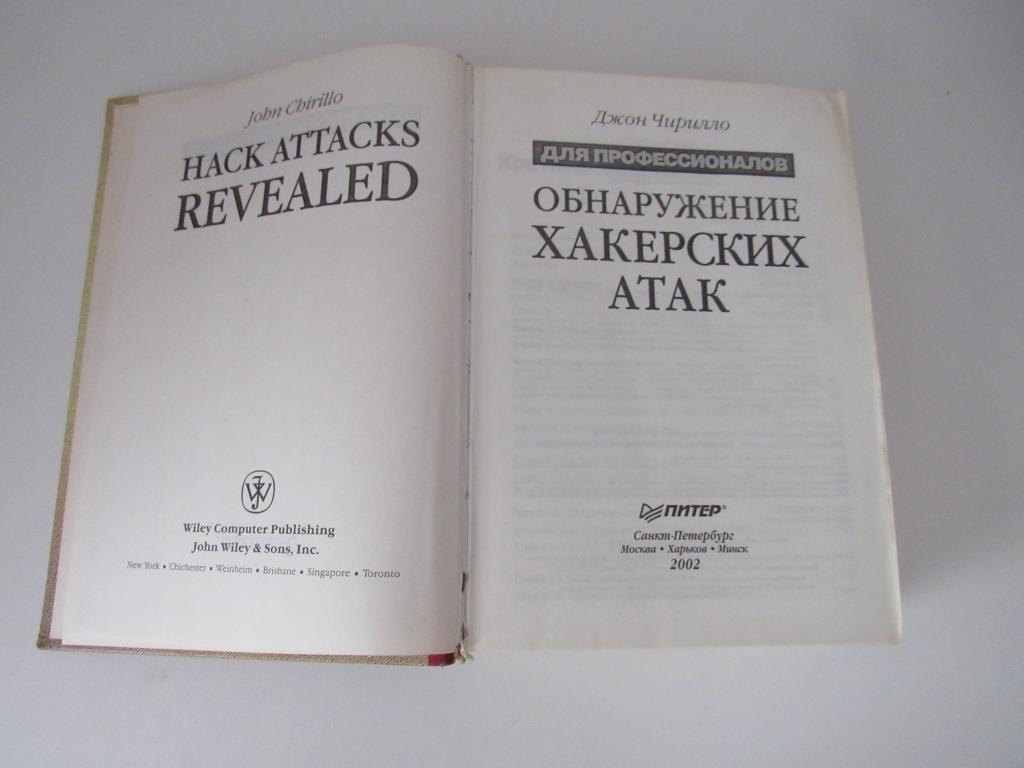 John Chirillo
HACK ATTACKS
REVEALED
Wiley Computer Publishing
John Wiley & Sons, Inc.
New York • Chichester • Weinheim • Brisbane • Singapore • Toronto
Джон Чирилло
ДЛЯ ПРОФЕССИОНАЛОВ
ОБНАРУЖЕНИЕ
ХАКЕРСКИХ
АТАК
ПИТЕР®
Санкт-Петербург
Москва • Харьков • Минск
2002